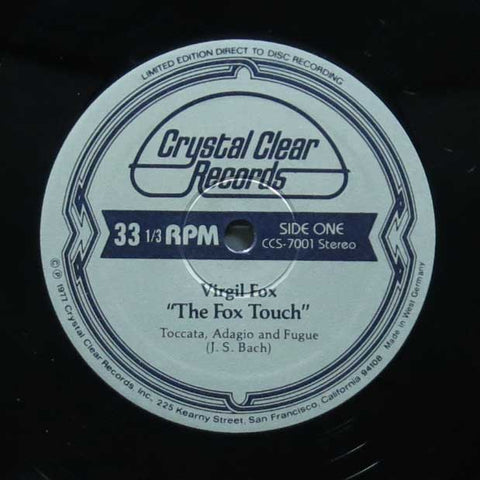 LIMITED EDITION DIRECT TO DISC RECORDING
Crystal Clear
Records
33 1/3 RPM
SIDE ONE
CCS-7001 Stereo
Virgil Fox
"The Fox Touch"
Toccata, Adagio and Fugue
(J. S. Bach)
© ℗ 1977 Crystal Clear Records, Inc. 225 Kearny Street, San Francisco, California 94108 Made in West Germany